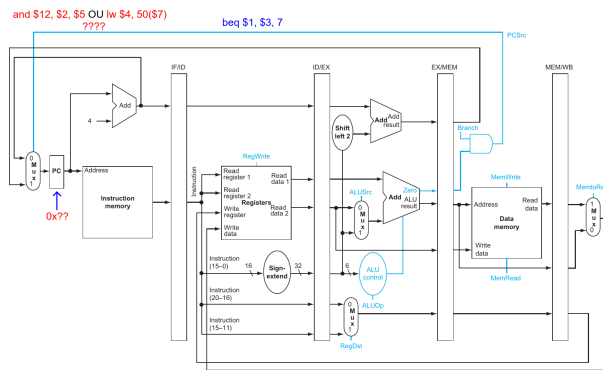 and $12, $2, $5 OU lw $4, 50($7)
????
beq $1, $3, 7
PCSrc
IF/ID
ID/EX
EX/MEM
MEM/WB
Add
4
Add
Add
result
Shift
left 2
Branch
0
M
u
x
1
PC
Address
Instruction
memory
0x??
Instruction
RegWrite
Read
register 1
Read
register 2
Write
register
Write
data
Registers
Read
data 1
Read
data 2
ALUSrc
0
M
u
x
1
Zero
Add
ALU
result
MemWrite
Address
Read
data
Data
memory
Write
data
MemRead
MemtoRe
1
M
u
x
0
Instruction
(15–0)
16
Sign-
extend
32
6
ALU
control
ALUOp
Instruction
(20–16)
Instruction
(15–11)
0
M
u
x
1
RegDst